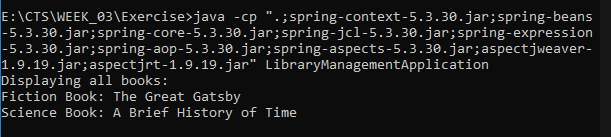 E:\CTS\WEEK_03\Exercise>java -cp ".;spring-context-5.3.30.jar;spring-beans
-5.3.30.jar;spring-core-5.3.30.jar;spring-jcl-5.3.30.jar;spring-expression
-5.3.30.jar;spring-aop-5.3.30.jar;spring-aspects-5.3.30.jar;aspectjweaver-
1.9.19.jar;aspectjrt-1.9.19.jar" LibraryManagementApplication
Displaying all books:
Fiction Book: The Great Gatsby
Science Book: A Brief History of Time